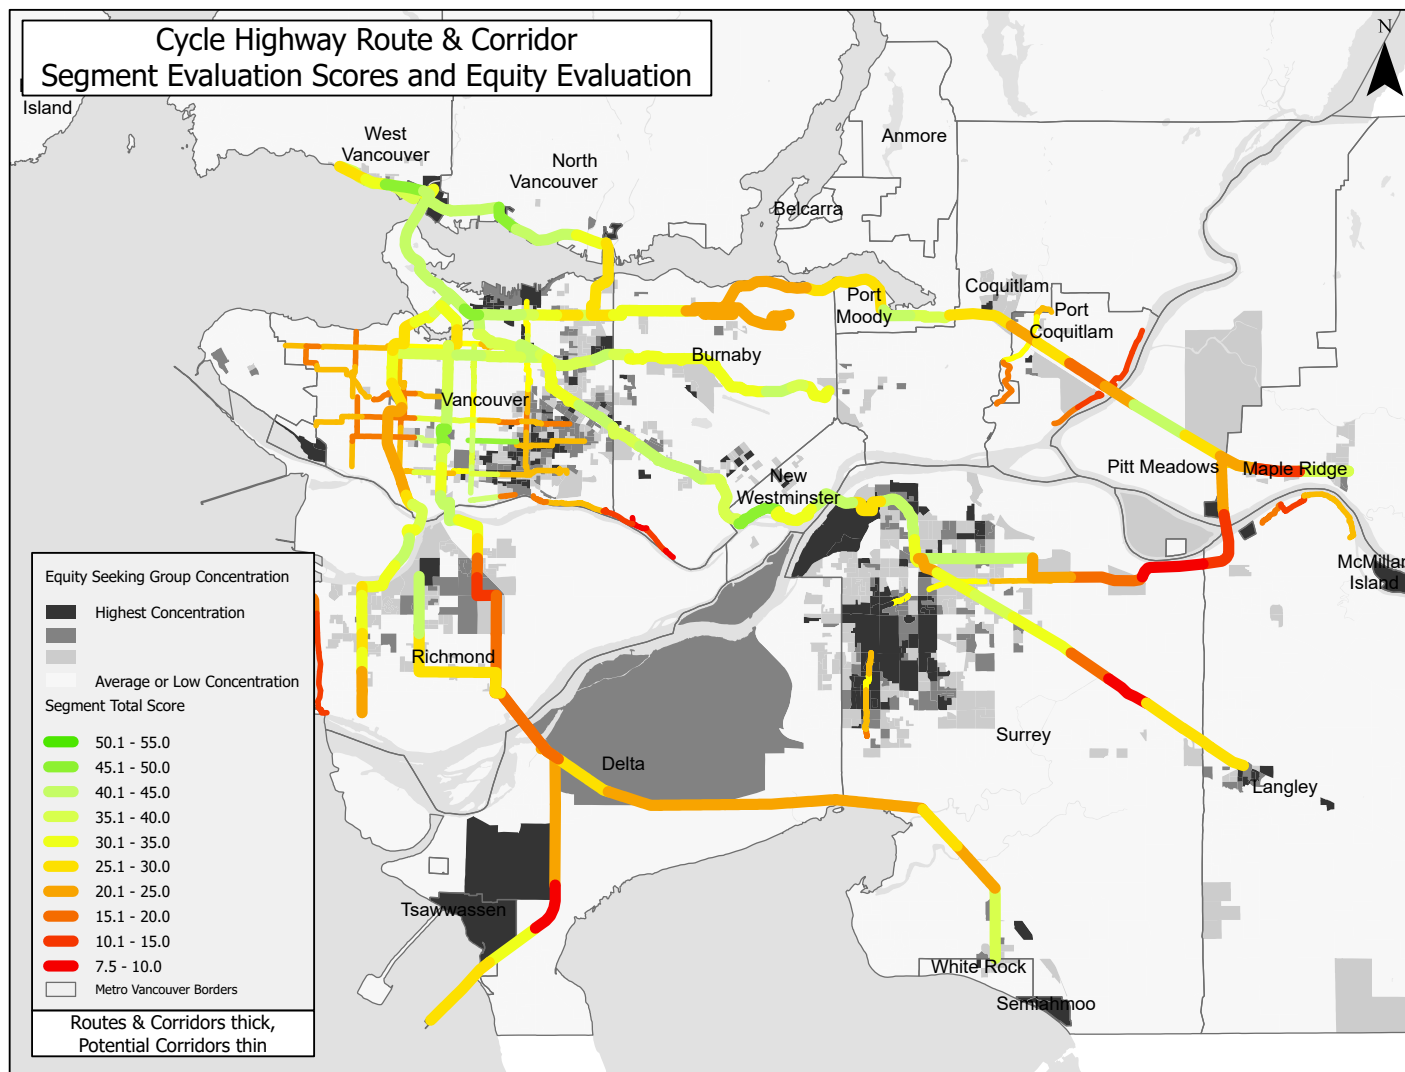 Cycle Highway Route & Corridor
Segment Evaluation Scores and Equity Evaluation
N
Island
West
Vancouver
North
Vancouver
Anmore
Belcarra
Coquitlam
Port
Moody
Port
Coquitlam
Burnaby
Vancouver
Pitt Meadows
Maple Ridge
New
Westminster
McMillan
Island
Richmond
Surrey
Delta
Langley
Tsawwassen
White Rock
Semiahmoo
Equity Seeking Group Concentration
Highest Concentration
Average or Low Concentration
Segment Total Score
50.1 - 55.0
45.1 - 50.0
40.1 - 45.0
35.1 - 40.0
30.1 - 35.0
25.1 - 30.0
20.1 - 25.0
15.1 - 20.0
10.1 - 15.0
7.5 - 10.0
Metro Vancouver Borders
Routes & Corridors thick,
Potential Corridors thin